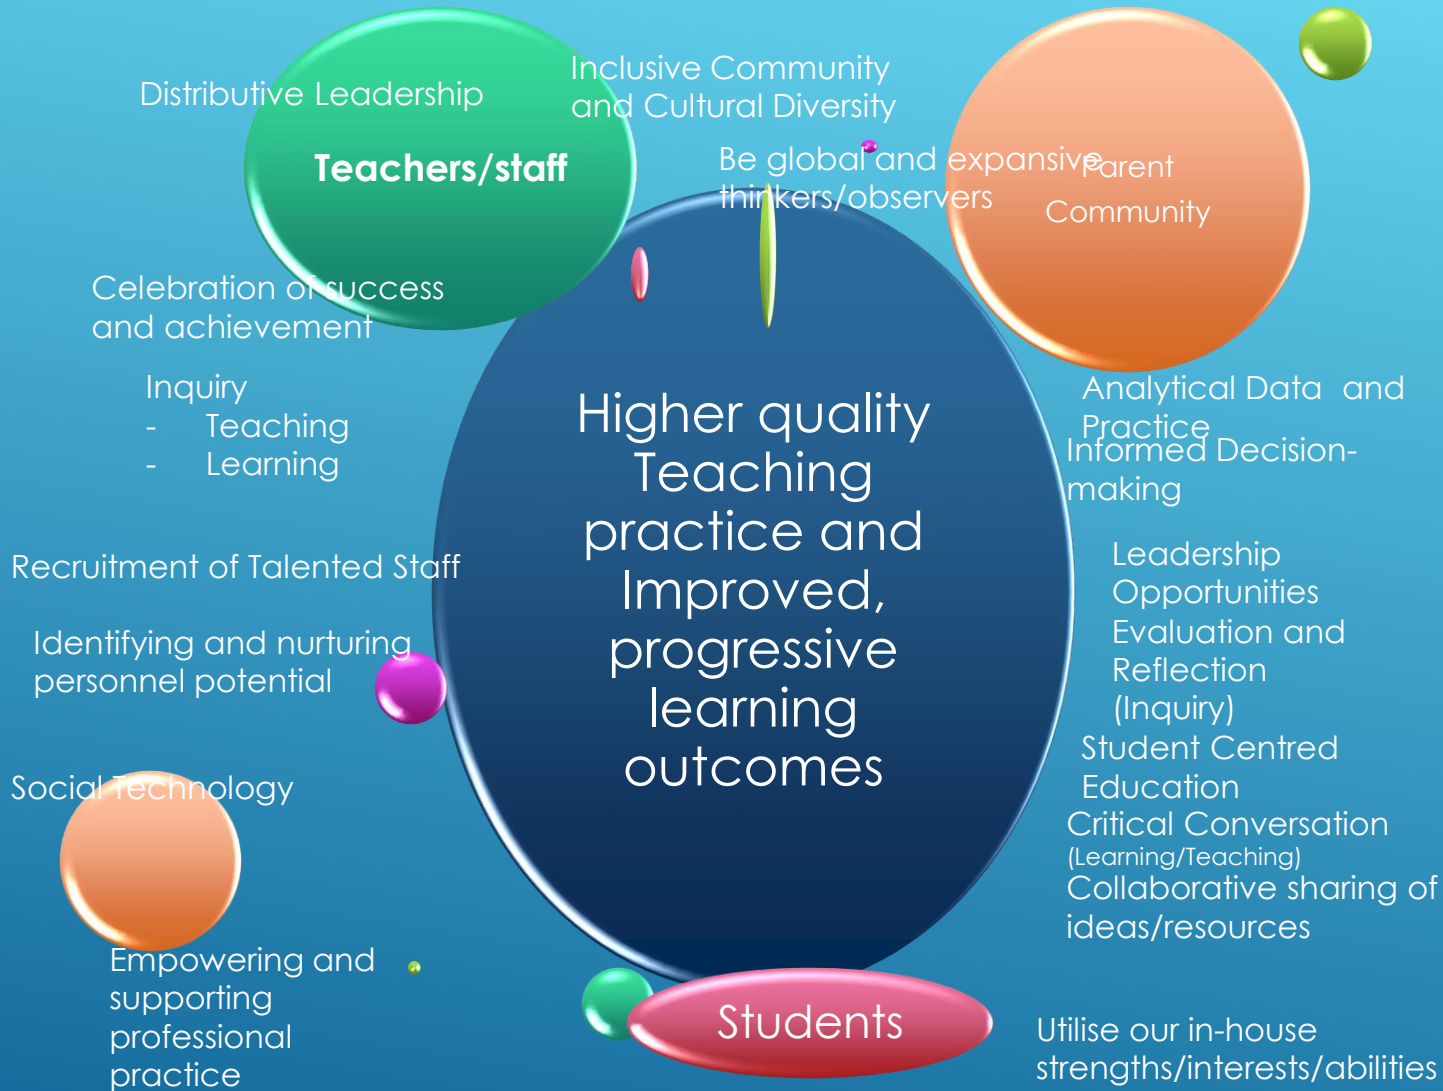 Distributive Leadership
Teachers/staff
Inclusive Community
and Cultural Diversity
Be global and expansive
thinkers/observers
Parent
Community
Celebration of success
and achievement
Inquiry
- Teaching
- Learning
Recruitment of Talented Staff
Identifying and nurturing
personnel potential
Social Technology
Empowering and
supporting
professional
practice
Higher quality
Teaching
practice and
Improved,
progressive
learning
outcomes
Students
Analytical Data and
Practice
Informed Decision-
making
Leadership
Opportunities
Evaluation and
Reflection
(Inquiry)
Student Centred
Education
Critical Conversation
(Learning/Teaching)
Collaborative sharing of
ideas/resources
Utilise our in-house
strengths/interests/abilities